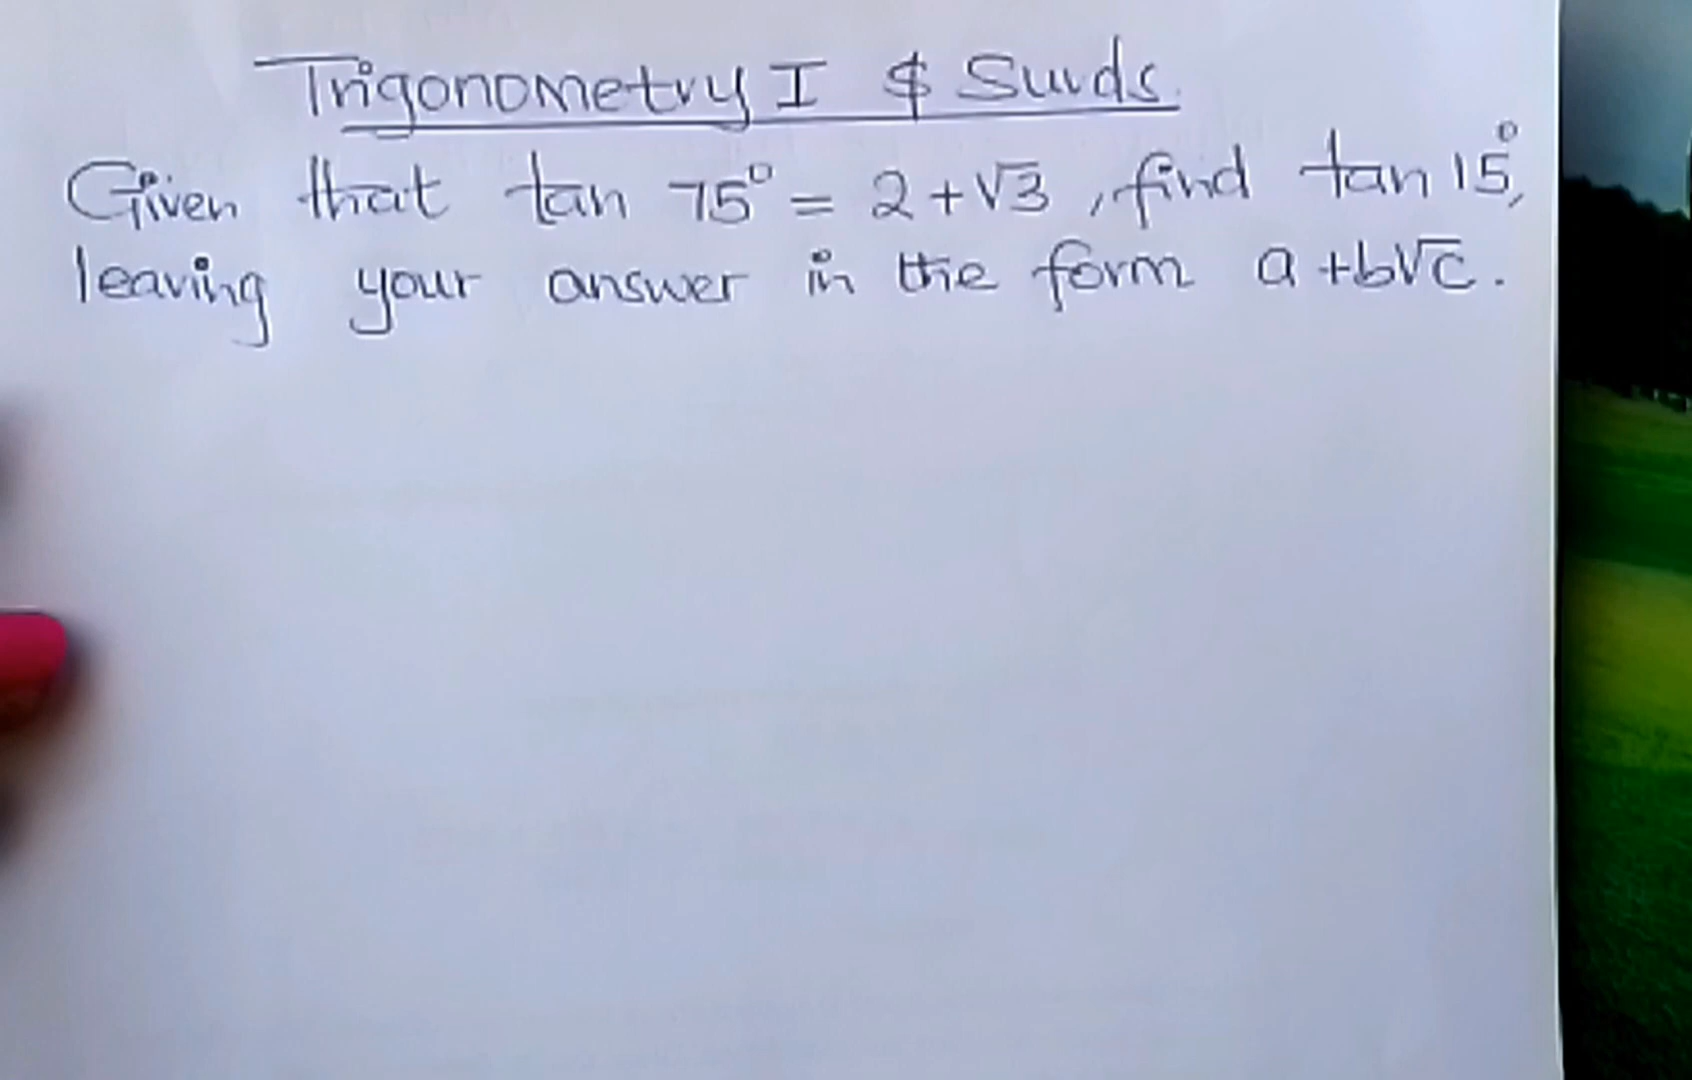 Trigonometry I & Surds.
Given that tan 75° = 2 + √3, find tan 15°,
leaving your answer in the form a + b√c.